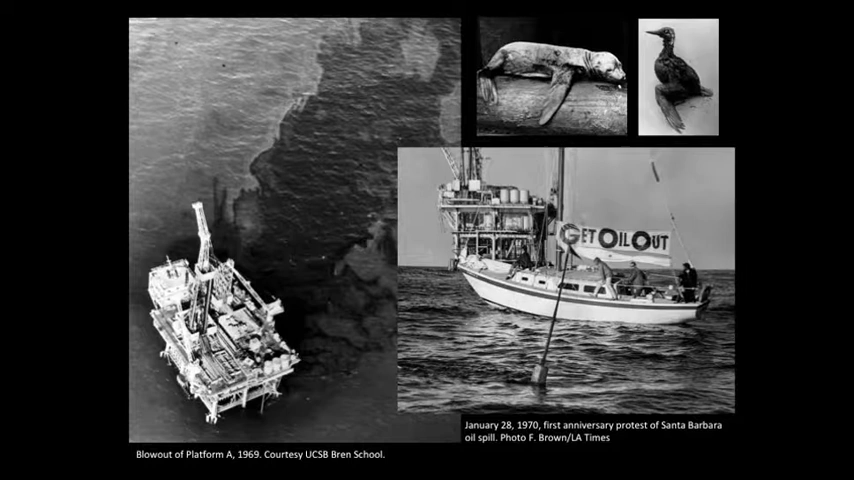 GET OIL OUT
January 28, 1970, first anniversary protest of Santa Barbara
oil spill. Photo F. Brown/LA Times
Blowout of Platform A, 1969. Courtesy UCSB Bren School.